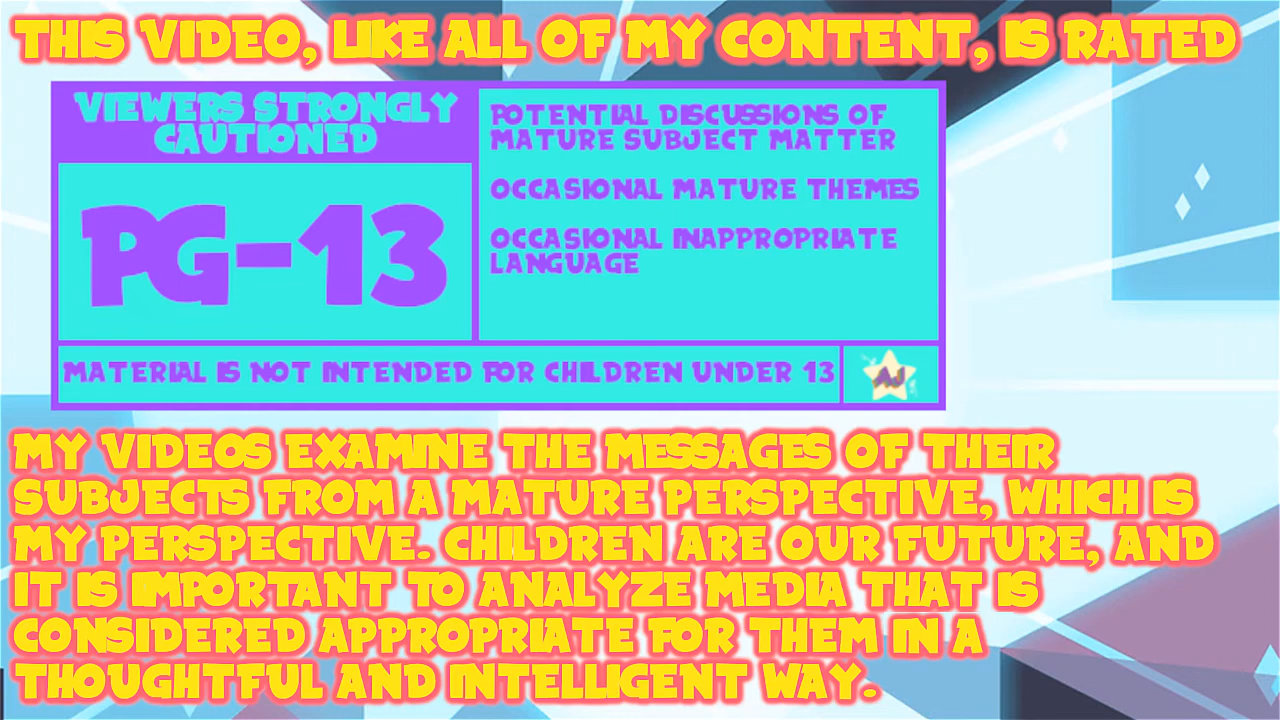 THIS VIDEO, LIKE ALL OF MY CONTENT, IS RATED
VIEWERS STRONGLY
CAUTIONED
PG-13
POTENTIAL DISCUSSIONS OF
MATURE SUBJECT MATTER
OCCASIONAL MATURE THEMES
OCCASIONAL INAPPROPRIATE
LANGUAGE
MATERIAL IS NOT INTENDED FOR CHILDREN UNDER 13
AJ
MY VIDEOS EXAMINE THE MESSAGES OF THEIR
SUBJECTS FROM A MATURE PERSPECTIVE, WHICH IS
MY PERSPECTIVE. CHILDREN ARE OUR FUTURE, AND
IT IS IMPORTANT TO ANALYZE MEDIA THAT IS
CONSIDERED APPROPRIATE FOR THEM IN A
THOUGHTFUL AND INTELLIGENT WAY.